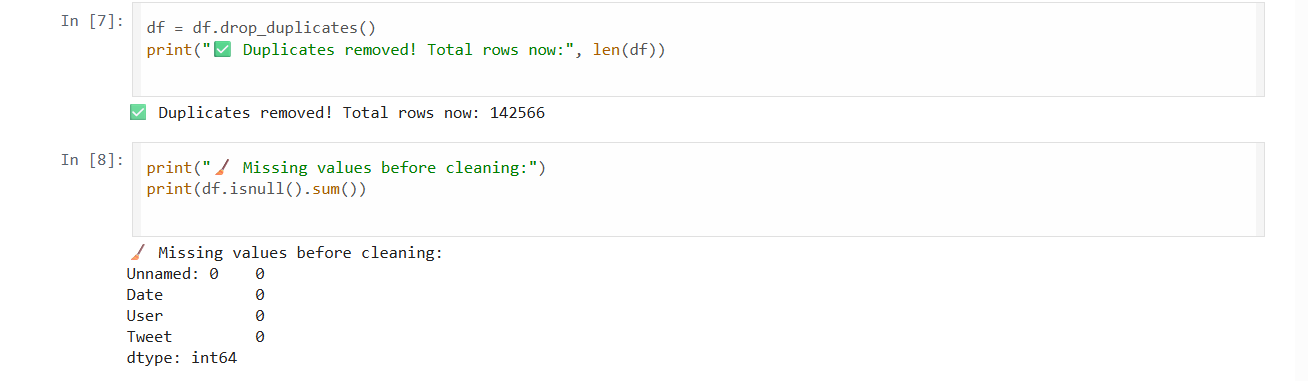 In [7]:
df = df.drop_duplicates()
print("✅ Duplicates removed! Total rows now:", len(df))
✅ Duplicates removed! Total rows now: 142566
In [8]:
print("🧹 Missing values before cleaning:")
print(df.isnull().sum())
🧹 Missing values before cleaning:
Unnamed: 0    0
Date          0
User          0
Tweet         0
dtype: int64